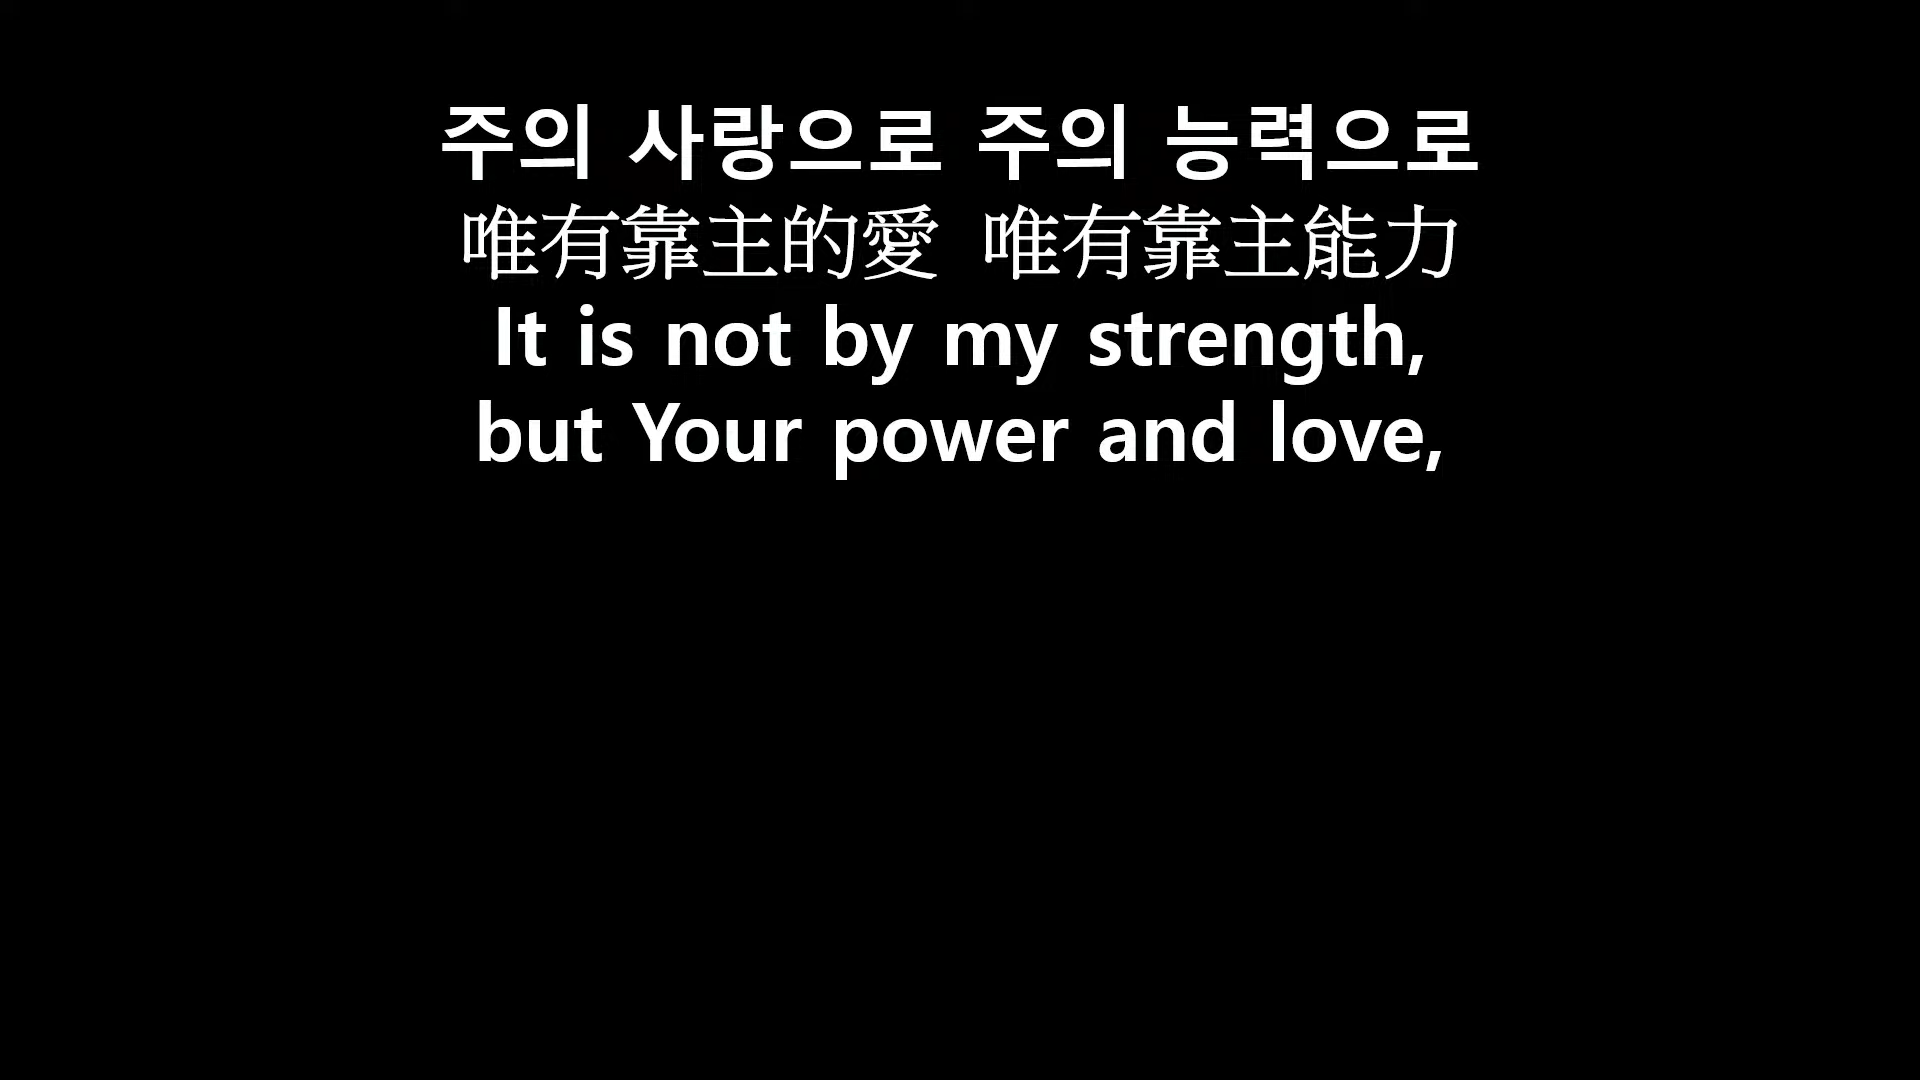 주의 사랑으로 주의 능력으로
唯有靠主的愛 唯有靠主能力
It is not by my strength,
but Your power and love,